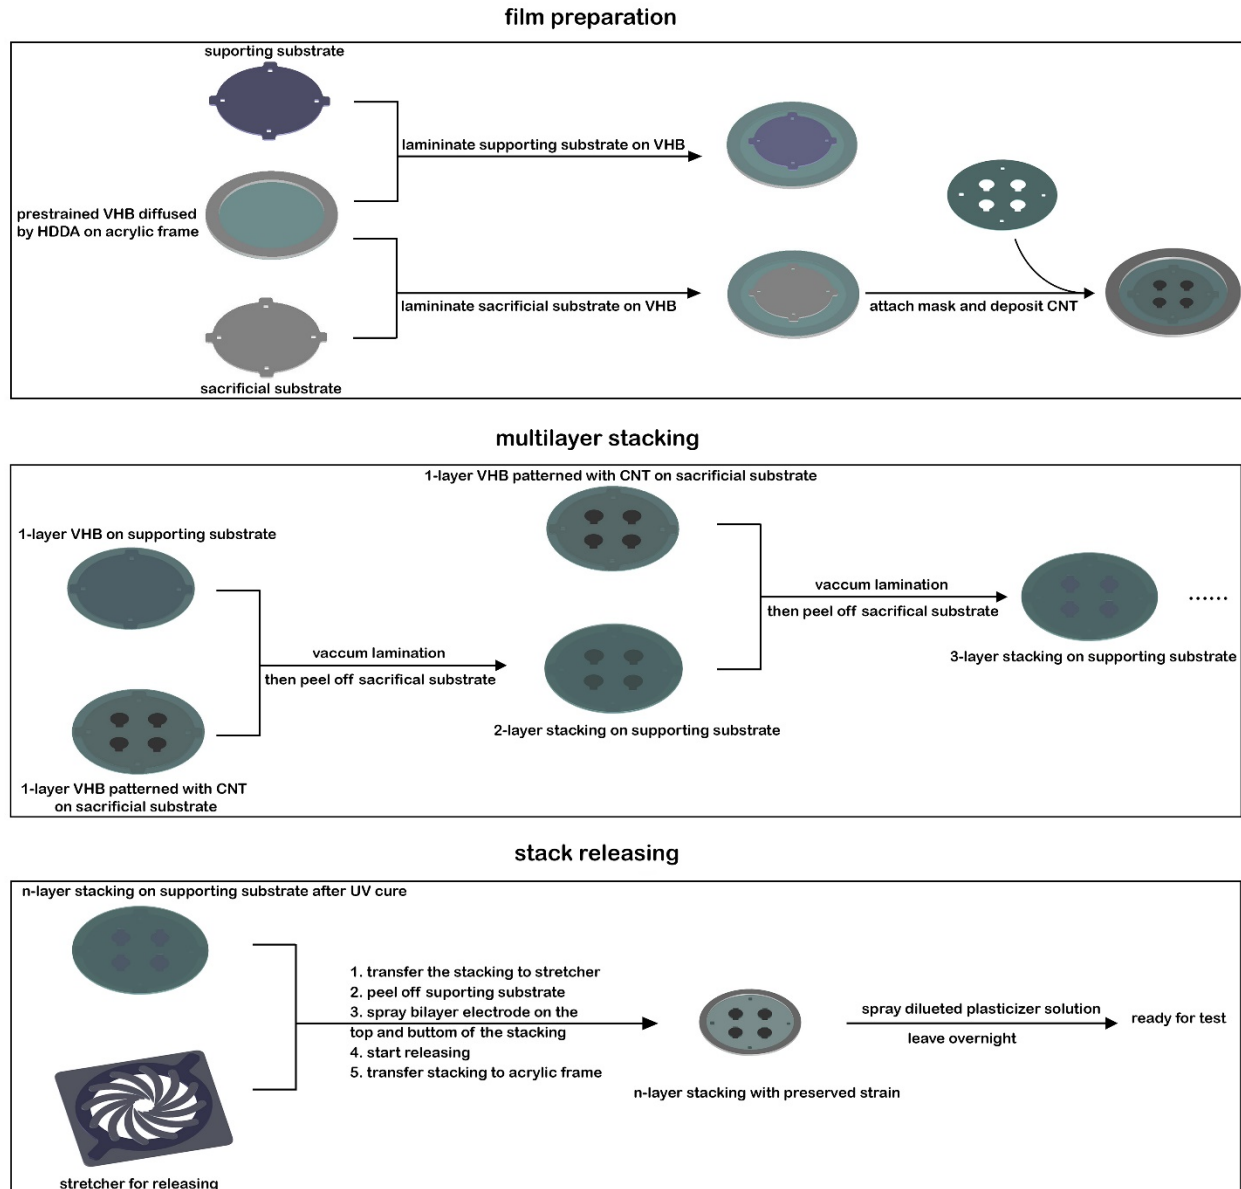 film preparation
suporting substrate
lamininate supporting substrate on VHB
prestrained VHB diffused
by HDDA on acrylic frame
lamininate sacrificial substrate on VHB
attach mask and deposit CNT
sacrificial substrate
multilayer stacking
1-layer VHB patterned with CNT on sacrificial substrate
1-layer VHB on supporting substrate
vaccum lamination
then peel off sacrifical substrate
vaccum lamination
then peel off sacrifical substrate
......
3-layer stacking on supporting substrate
2-layer stacking on supporting substrate
1-layer VHB patterned with CNT
on sacrificial substrate
stack releasing
n-layer stacking on supporting substrate after UV cure
1. transfer the stacking to stretcher
2. peel off suporting substrate
3. spray bilayer electrode on the
top and buttom of the stacking
4. start releasing
5. transfer stacking to acrylic frame
n-layer stacking with preserved strain
spray dilueted plasticizer solution
leave overnight
ready for test
stretcher for releasing